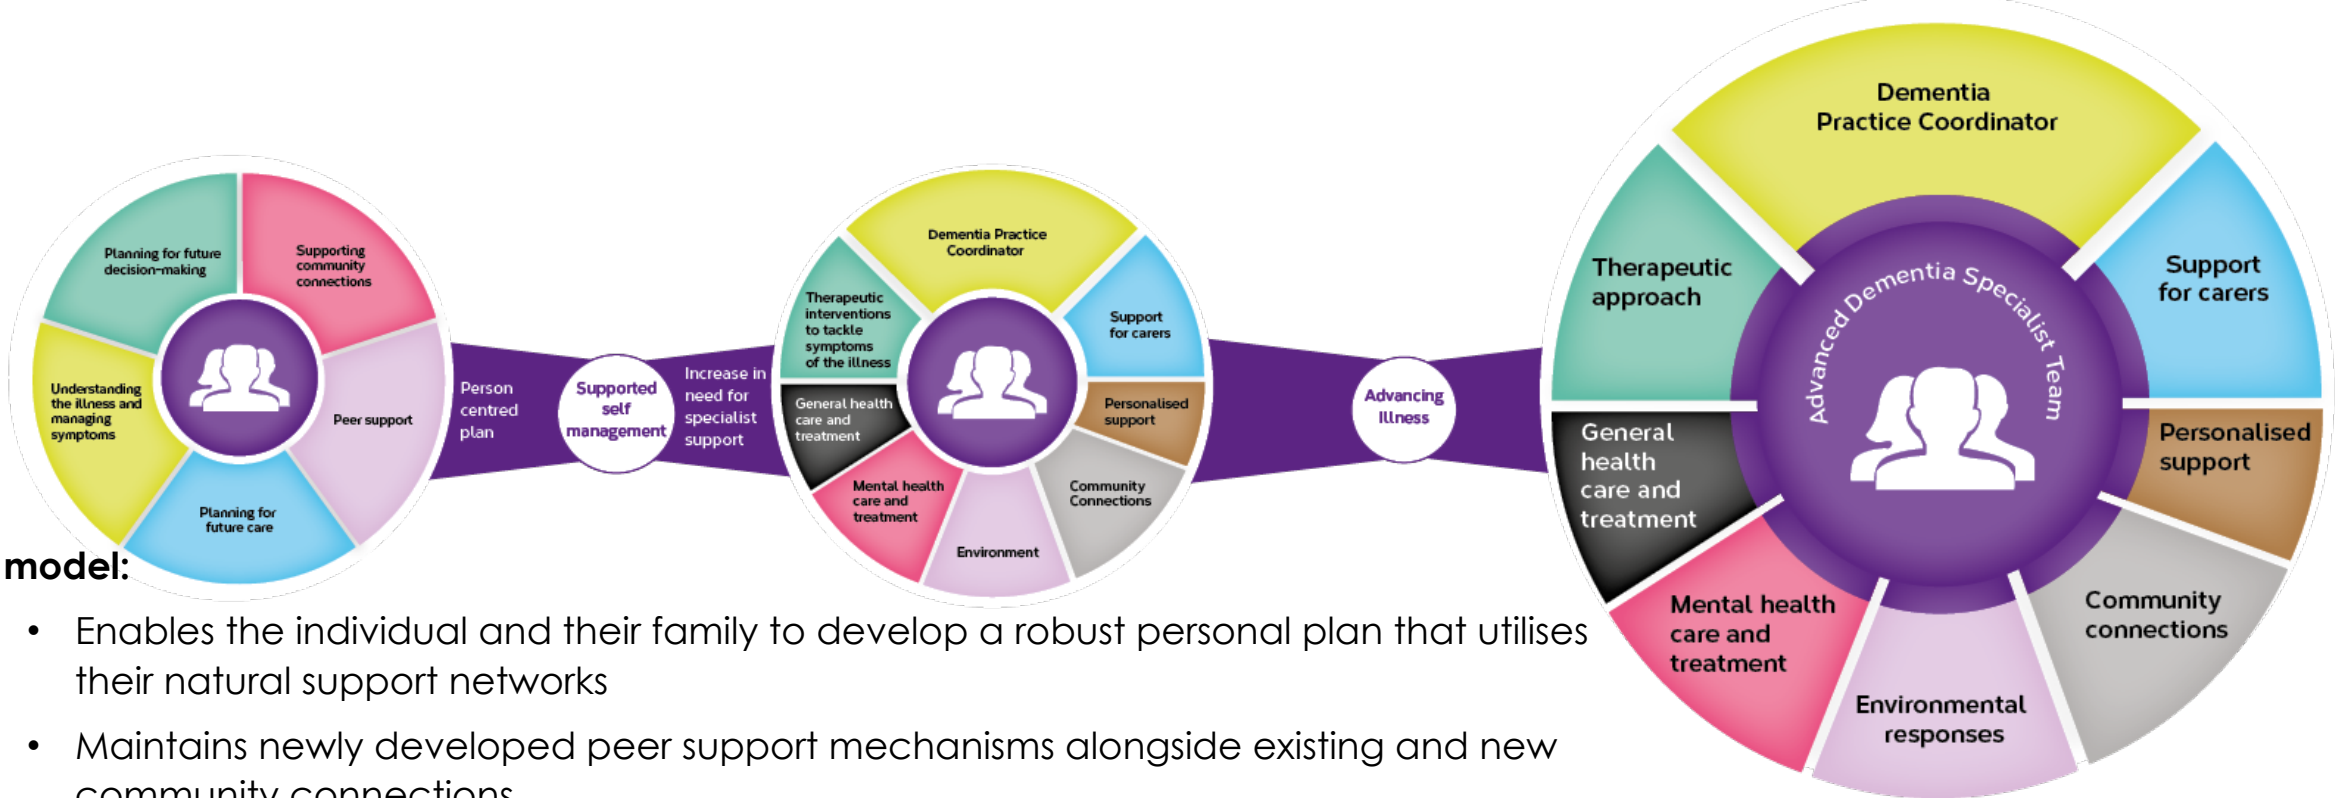 Planning for future
decision-making
Supporting
community
connections
Understanding
the illness and
managing
symptoms
Peer support
Planning for
future care
Person
centred
plan
Supported
self
management
Increase in
need for
specialist
support
Dementia Practice
Coordinator
Therapeutic
interventions
to tackle
symptoms
of the illness
Support
for carers
General health
care and
treatment
Personalised
support
Mental health
care and
treatment
Community
Connections
Environment
Advancing
Illness
Dementia
Practice Coordinator
Therapeutic
approach
Support
for carers
Advanced Dementia Specialist Team
General
health
care and
treatment
Personalised
support
Mental health
care and
treatment
Community
connections
Environmental
responses
model:
• Enables the individual and their family to develop a robust personal plan that utilises
their natural support networks
• Maintains newly developed peer support mechanisms alongside existing and new
community connections